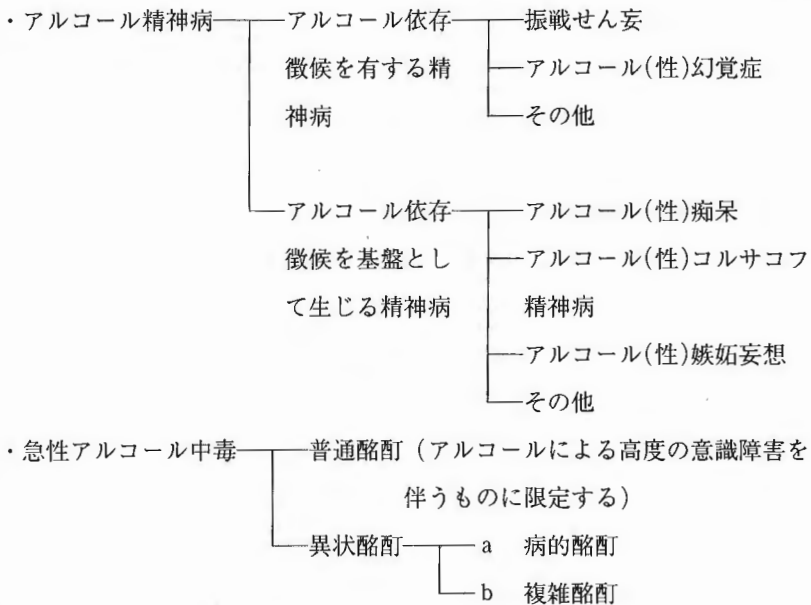 ・アルコール精神病 アルコール依存 振戦せん妄
徴候を有する精 アルコール(性)幻覚症
神病 その他
アルコール依存 アルコール(性)痴呆
徴候を基盤とし アルコール(性)コルサコフ
て生じる精神病 精神病
アルコール(性)嫉妬妄想
その他
・急性アルコール中毒 普通酩酊(アルコールによる高度の意識障害を
伴うものに限定する)
異状酩酊 a 病的酩酊
b 複雑酩酊